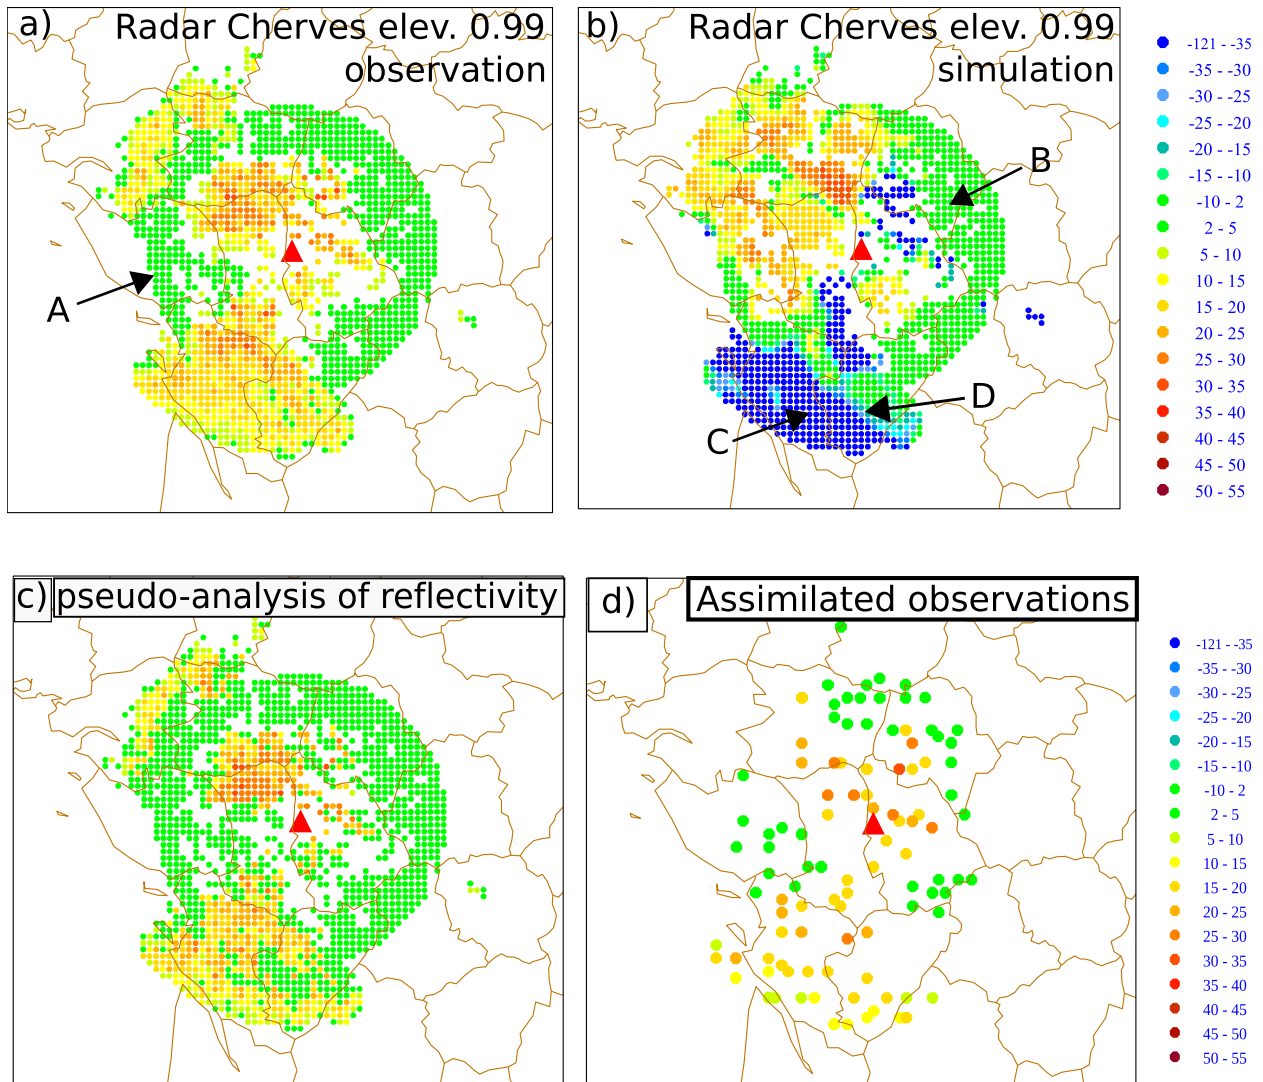 a)
Radar Cherves elev. 0.99
observation
A
b)
Radar Cherves elev. 0.99
simulation
B
C
D
-121 - -35
-35 - -30
-30 - -25
-25 - -20
-20 - -15
-15 - -10
-10 - 2
2 - 5
5 - 10
10 - 15
15 - 20
20 - 25
25 - 30
30 - 35
35 - 40
40 - 45
45 - 50
50 - 55
c)
pseudo-analysis of reflectivity
d)
Assimilated observations
-121 - -35
-35 - -30
-30 - -25
-25 - -20
-20 - -15
-15 - -10
-10 - 2
2 - 5
5 - 10
10 - 15
15 - 20
20 - 25
25 - 30
30 - 35
35 - 40
40 - 45
45 - 50
50 - 55